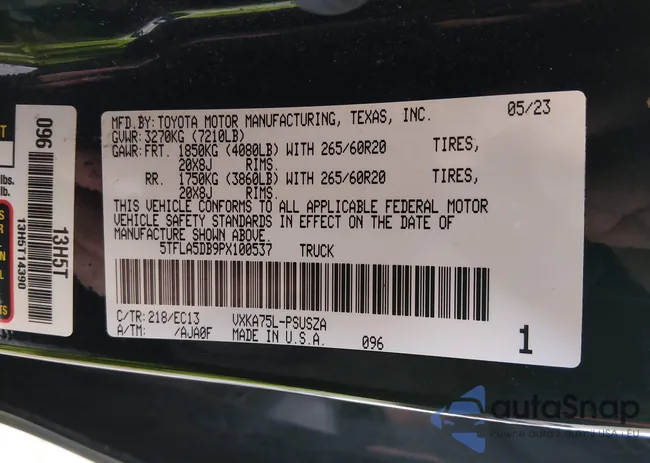 MFD.BY: TOYOTA MOTOR MANUFACTURING, TEXAS, INC. 05/23
GVWR: 3270KG (7210LB)
GAWR: FRT. 1850KG (4080LB) WITH 265/60R20 TIRES,
20X8J RIMS.
RR. 1750KG (3860LB) WITH 265/60R20 TIRES,
20X8J RIMS.
THIS VEHICLE CONFORMS TO ALL APPLICABLE FEDERAL MOTOR
VEHICLE SAFETY STANDARDS IN EFFECT ON THE DATE OF
MANUFACTURE SHOWN ABOVE.
5TFLA5DB9PX100537 TRUCK
C/TR: 218/EC13 VXKA75L-PSUSZA
A/TM: /AJA0F MADE IN U.S.A. 096 1
096
13H5T
13H5T14390
lbs.
lb.
autoSnap